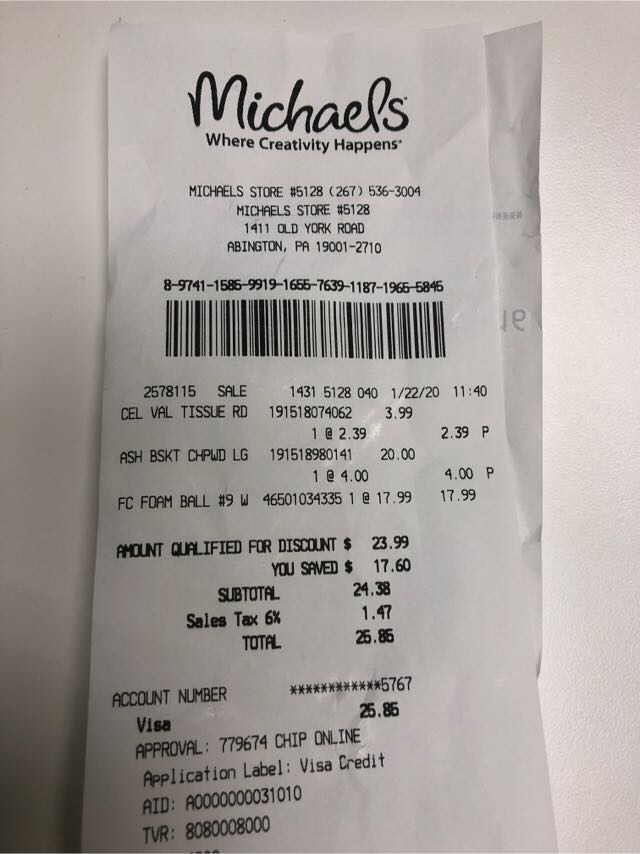 Michaels
Where Creativity Happens
MICHAELS STORE #5128 (267) 536-3004
MICHAELS STORE #5128
1411 OLD YORK ROAD
ABINGTON, PA 19001-2710
8-9741-1585-9919-1655-7639-1187-1965-5845
2578115 SALE 1431 5128 040 1/22/20 11:40
CEL VAL TISSUE RD 191518074062 3.99
1 @ 2.39 2.39 P
ASH BSKT CHPWD LG 191518980141 20.00
1 @ 4.00 4.00 P
FC FOAM BALL #9 W 46501034335 1 @ 17.99 17.99
AMOUNT QUALIFIED FOR DISCOUNT $ 23.99
YOU SAVED $ 17.60
SUBTOTAL 24.38
Sales Tax 6% 1.47
TOTAL 25.85
ACCOUNT NUMBER ************5767
Visa 25.85
APPROVAL: 779674 CHIP ONLINE
Application Label: Visa Credit
AID: A0000000031010
TVR: 8080008000